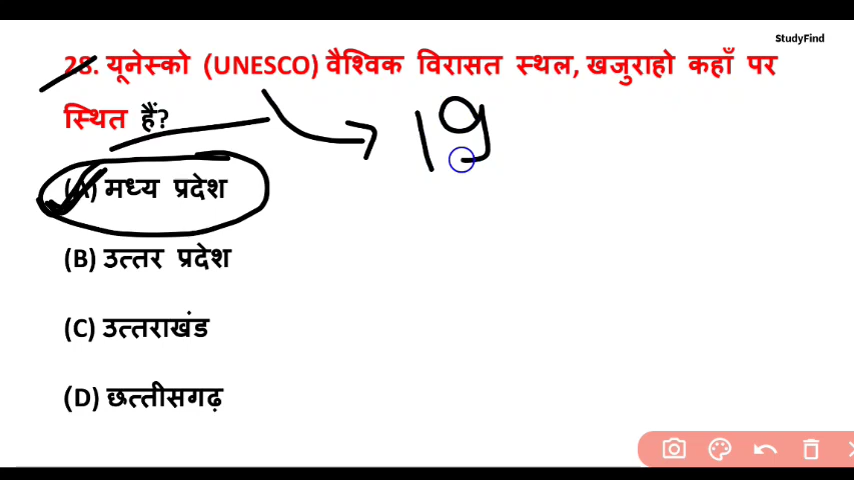 StudyFind
28. यूनेस्को (UNESCO) वैश्विक विरासत स्थल, खजुराहो कहाँ पर
स्थित हैं?
19
(A) मध्य प्रदेश
(B) उत्तर प्रदेश
(C) उत्तराखंड
(D) छत्तीसगढ़